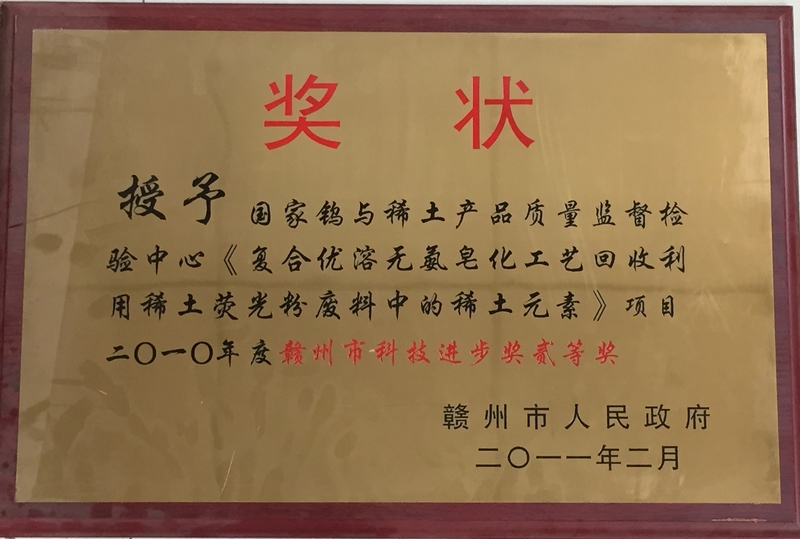 奖 状
授予 国家钨与稀土产品质量监督检
验中心《复合优溶无氨皂化工艺回收利
用稀土荧光粉废料中的稀土元素》项目
二〇一〇年度赣州市科技进步奖贰等奖
赣州市人民政府
二〇一一年二月